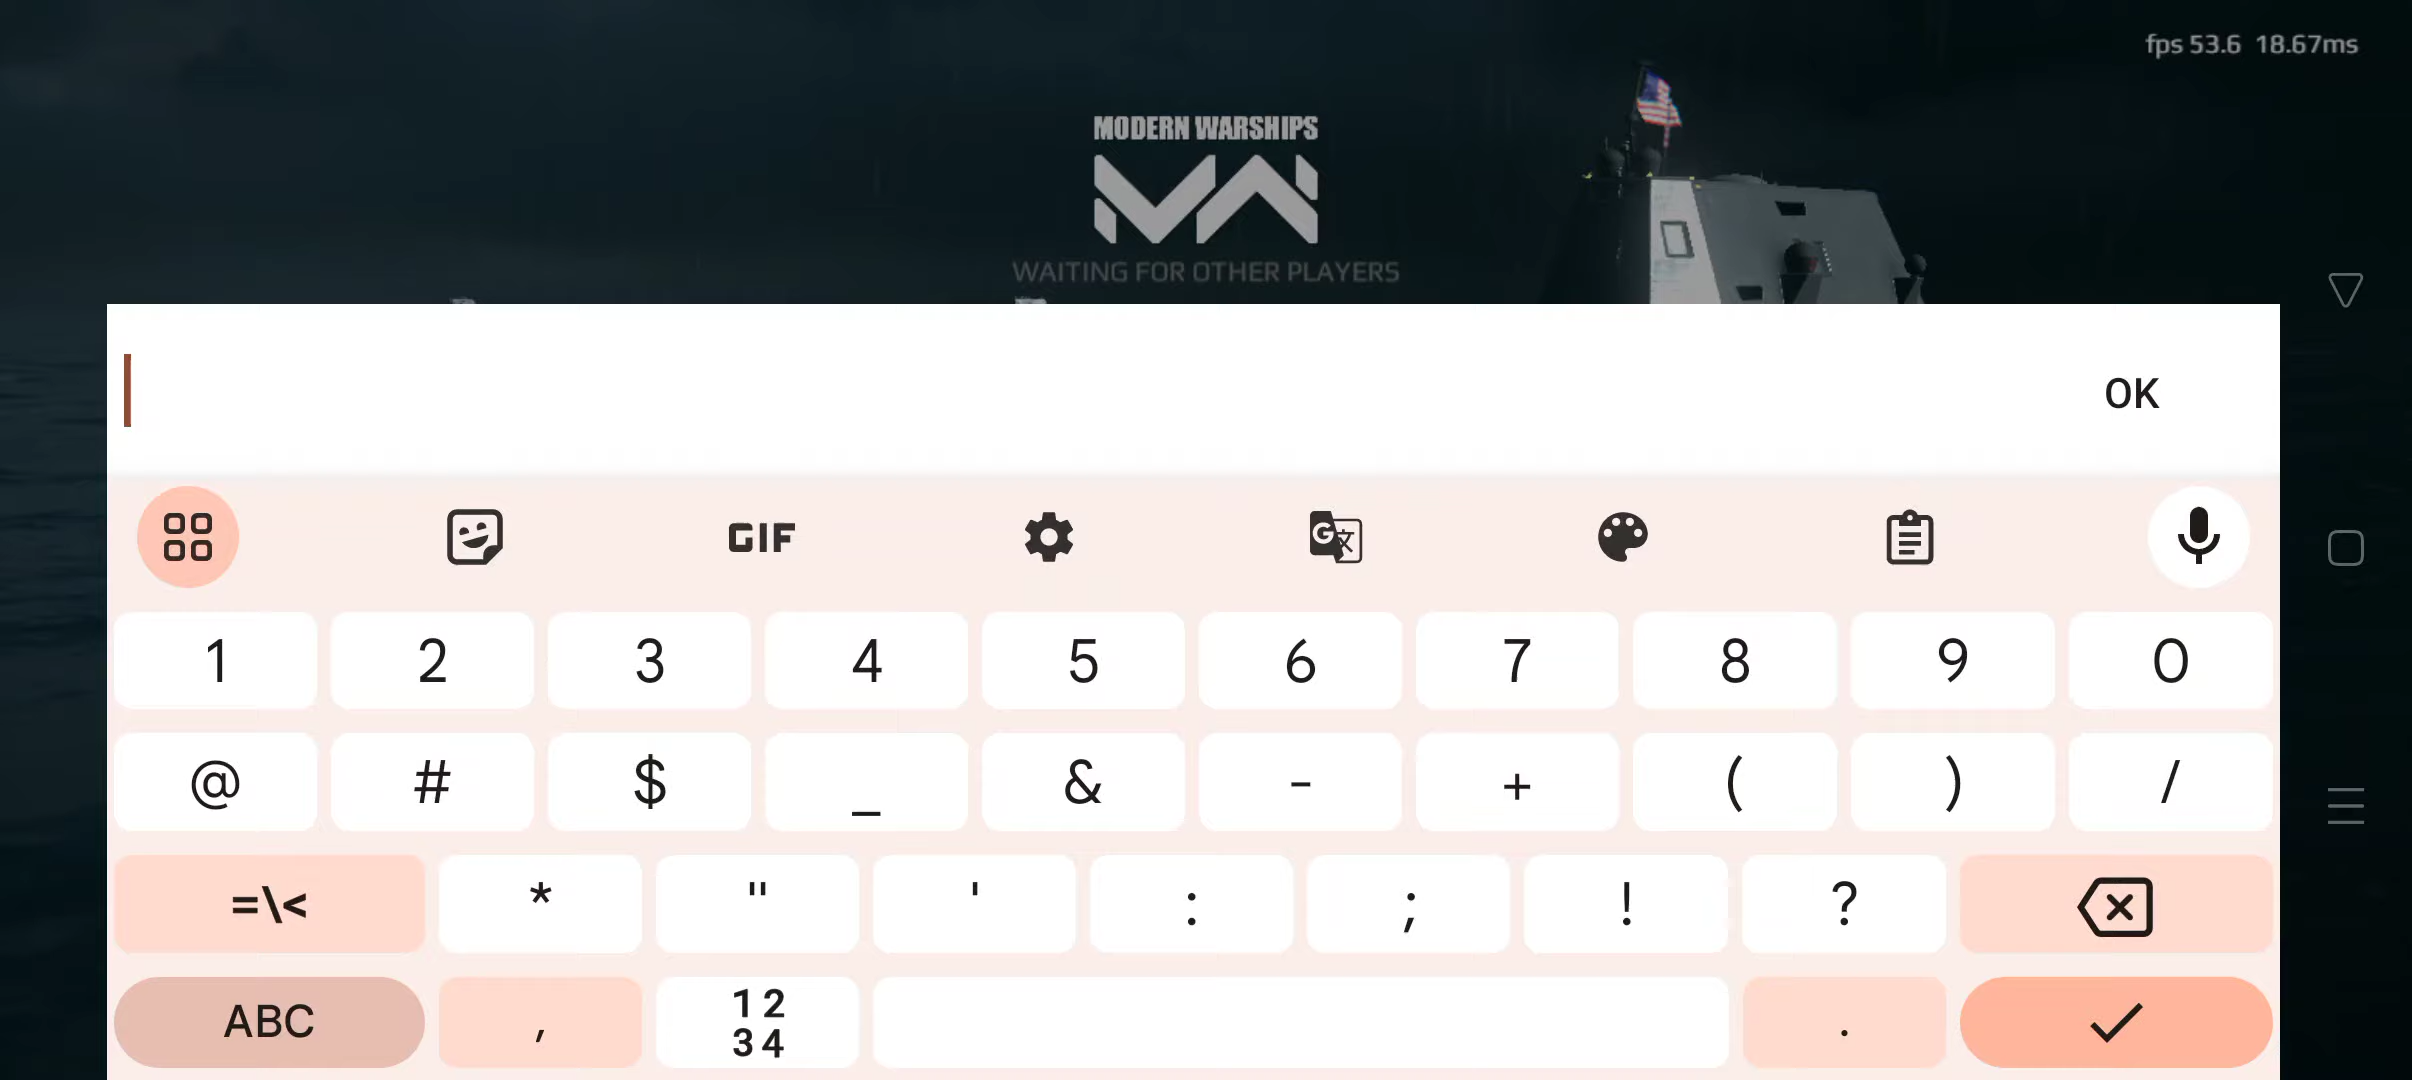 fps 53.6 18.67ms
MODERN WARSHIPS
WAITING FOR OTHER PLAYERS
OK
GIF
1 2 3 4 5 6 7 8 9 0
@ # $ _ & - + ( ) /
=\< * " ' : ; ! ?
ABC , 12 34 .